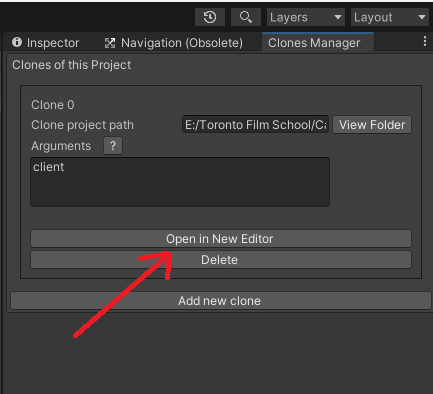 Layers Layout
Inspector Navigation (Obsolete) Clones Manager
Clones of this Project
Clone 0
Clone project path E:/Toronto Film School/Ca View Folder
Arguments ?
client
Open in New Editor
Delete
Add new clone